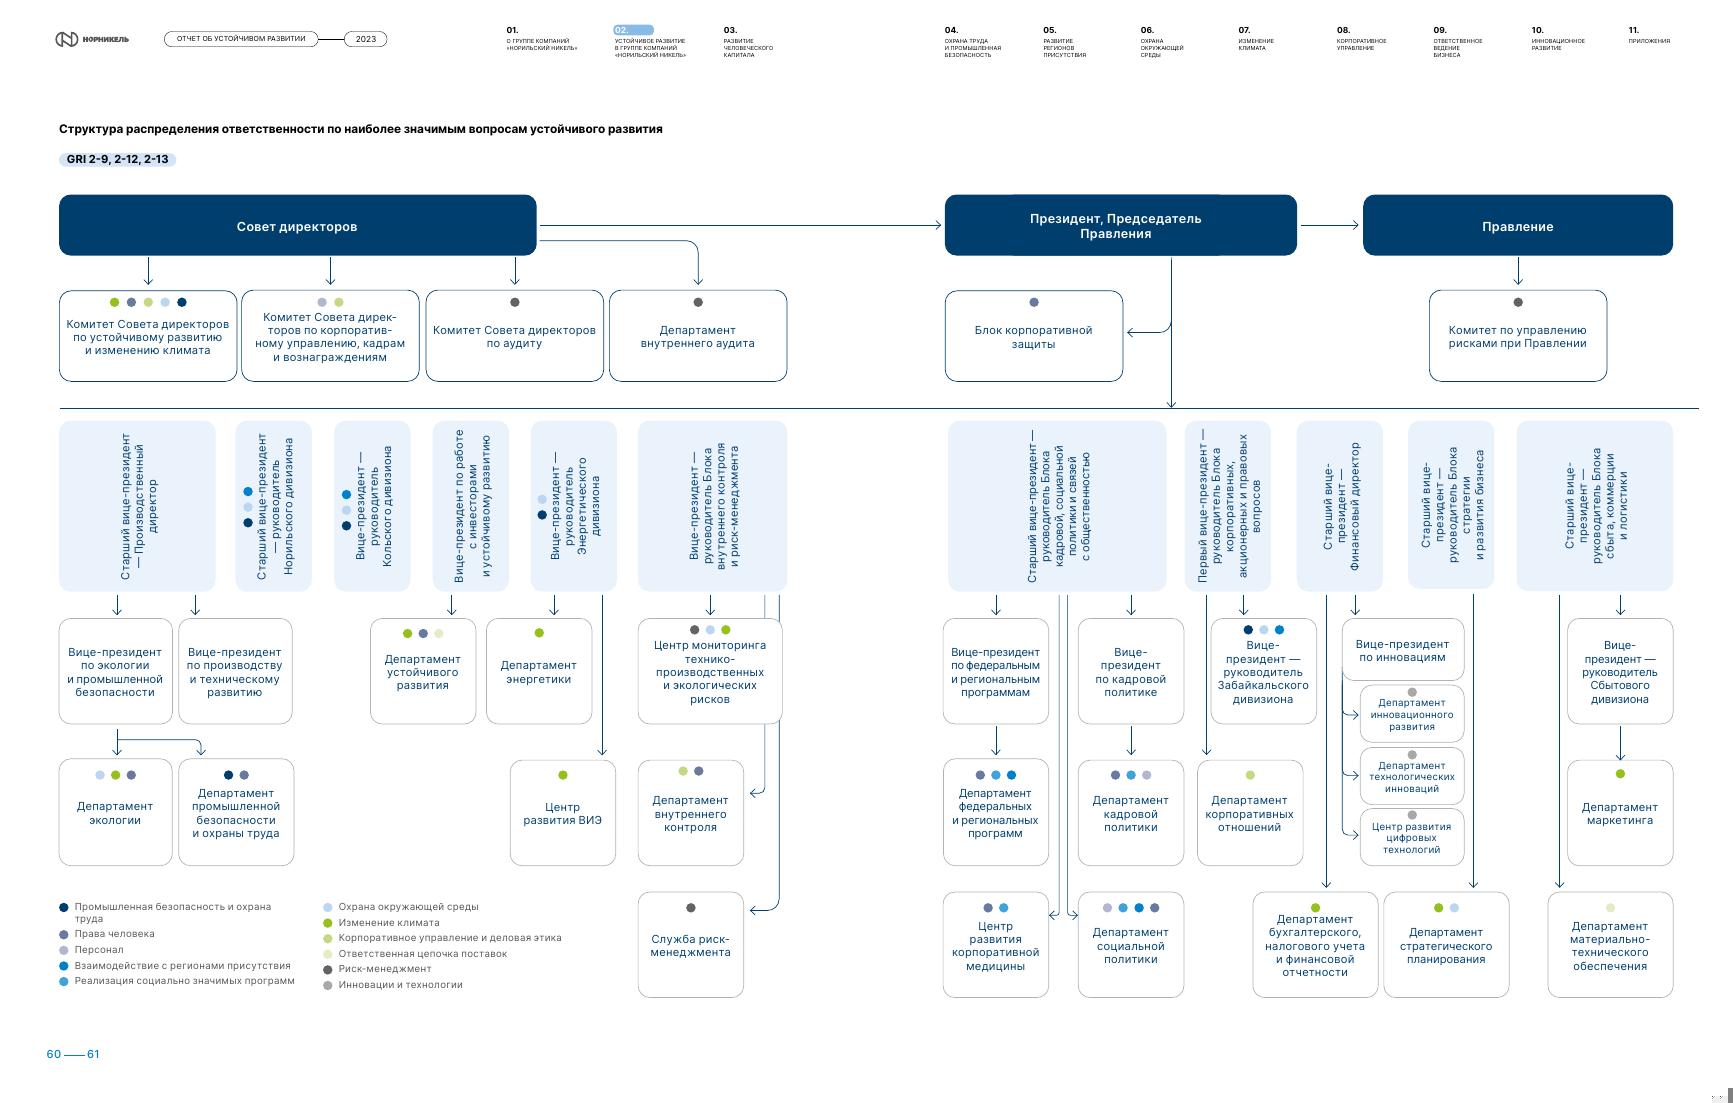 НОРНИКЕЛЬ
ОТЧЕТ ОБ УСТОЙЧИВОМ РАЗВИТИИ
2023
01.
О ГРУППЕ КОМПАНИЙ
«НОРИЛЬСКИЙ НИКЕЛЬ»
02.
УСТОЙЧИВОЕ РАЗВИТИЕ
В ГРУППЕ КОМПАНИЙ
«НОРИЛЬСКИЙ НИКЕЛЬ»
03.
РАЗВИТИЕ
ЧЕЛОВЕЧЕСКОГО
КАПИТАЛА
04.
ОХРАНА ТРУДА
И ПРОМЫШЛЕННАЯ
БЕЗОПАСНОСТЬ
05.
РАЗВИТИЕ
РЕГИОНОВ
ПРИСУТСТВИЯ
06.
ОХРАНА
ОКРУЖАЮЩЕЙ
СРЕДЫ
07.
ИЗМЕНЕНИЕ
КЛИМАТА
08.
КОРПОРАТИВНОЕ
УПРАВЛЕНИЕ
09.
ОТВЕТСТВЕННОЕ
ВЕДЕНИЕ
БИЗНЕСА
10.
ИННОВАЦИОННОЕ
РАЗВИТИЕ
11.
ПРИЛОЖЕНИЯ
Структура распределения ответственности по наиболее значимым вопросам устойчивого развития
GRI 2-9, 2-12, 2-13
Совет директоров
Президент, Председатель
Правления
Правление
Комитет Совета директоров
по устойчивому развитию
и изменению климата
Комитет Совета дирек-
торов по корпоратив-
ному управлению, кадрам
и вознаграждениям
Комитет Совета директоров
по аудиту
Департамент
внутреннего аудита
Блок корпоративной
защиты
Комитет по управлению
рисками при Правлении
Старший вице-президент
— Производственный
директор
Старший вице-президент
— руководитель
Норильского дивизиона
Вице-президент —
руководитель
Кольского дивизиона
Вице-президент по работе
с инвесторами
и устойчивому развитию
Вице-президент —
руководитель
Энергетического
дивизиона
Вице-президент —
руководитель Блока
внутреннего контроля
и риск-менеджмента
Старший вице-президент —
руководитель Блока
кадровой, социальной
политики и связей
с общественностью
Первый вице-президент —
руководитель Блока
корпоративных,
акционерных и правовых
вопросов
Старший вице-
президент —
Финансовый директор
Старший вице-
президент —
руководитель Блока
стратегии
и развития бизнеса
Старший вице-
президент —
руководитель Блока
сбыта, коммерции
и логистики
Вице-президент
по экологии
и промышленной
безопасности
Вице-президент
по производству
и техническому
развитию
Департамент
устойчивого
развития
Департамент
энергетики
Центр мониторинга
технико-
производственных
и экологических
рисков
Вице-президент
по федеральным
и региональным
программам
Вице-
президент
по кадровой
политике
Вице-
президент —
руководитель
Забайкальского
дивизиона
Вице-президент
по инновациям
Департамент
инновационного
развития
Департамент
технологических
инноваций
Центр развития
цифровых
технологий
Вице-
президент —
руководитель
Сбытового
дивизиона
Департамент
экологии
Департамент
промышленной
безопасности
и охраны труда
Центр
развития ВИЭ
Департамент
внутреннего
контроля
Департамент
федеральных
и региональных
программ
Департамент
кадровой
политики
Департамент
корпоративных
отношений
Департамент
маркетинга
Служба риск-
менеджмента
Центр
развития
корпоративной
медицины
Департамент
социальной
политики
Департамент
бухгалтерского,
налогового учета
и финансовой
отчетности
Департамент
стратегического
планирования
Департамент
материально-
технического
обеспечения
Промышленная безопасность и охрана
труда
Права человека
Персонал
Взаимодействие с регионами присутствия
Реализация социально значимых программ
Охрана окружающей среды
Изменение климата
Корпоративное управление и деловая этика
Ответственная цепочка поставок
Риск-менеджмент
Инновации и технологии
60 — 61